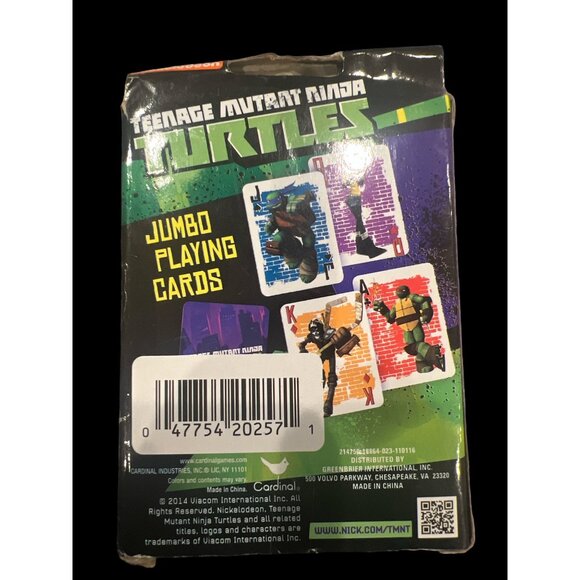 TEENAGE MUTANT NINJA
TURTLES
JUMBO
PLAYING
CARDS
J
J
Q
Q
K
K
A
MUTANT NINJA
0 47754 20257 1
www.cardinalgames.com
CARDINAL INDUSTRIES, INC.® LIC, NY 11101
Colors and contents may vary.
Made in China.
Cardinal®
© 2014 Viacom International Inc. All
Rights Reserved. Nickelodeon, Teenage
Mutant Ninja Turtles and all related
titles, logos and characters are
trademarks of Viacom International Inc.
DISTRIBUTED BY
GREENBRIER INTERNATIONAL, INC.
500 VOLVO PARKWAY, CHESAPEAKE, VA 23320
MADE IN CHINA
WWW.NICK.COM/TMNT